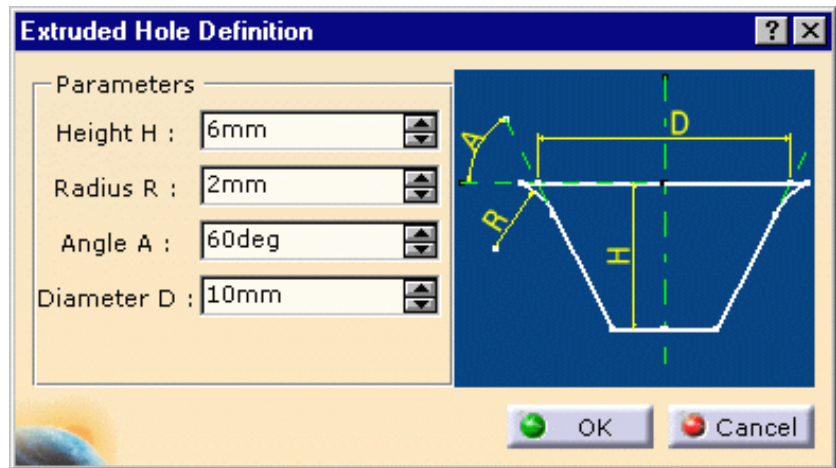 Extruded Hole Definition
Parameters
Height H : 6mm
Radius R : 2mm
Angle A : 60deg
Diameter D : 10mm
A
D
R
H
OK
Cancel